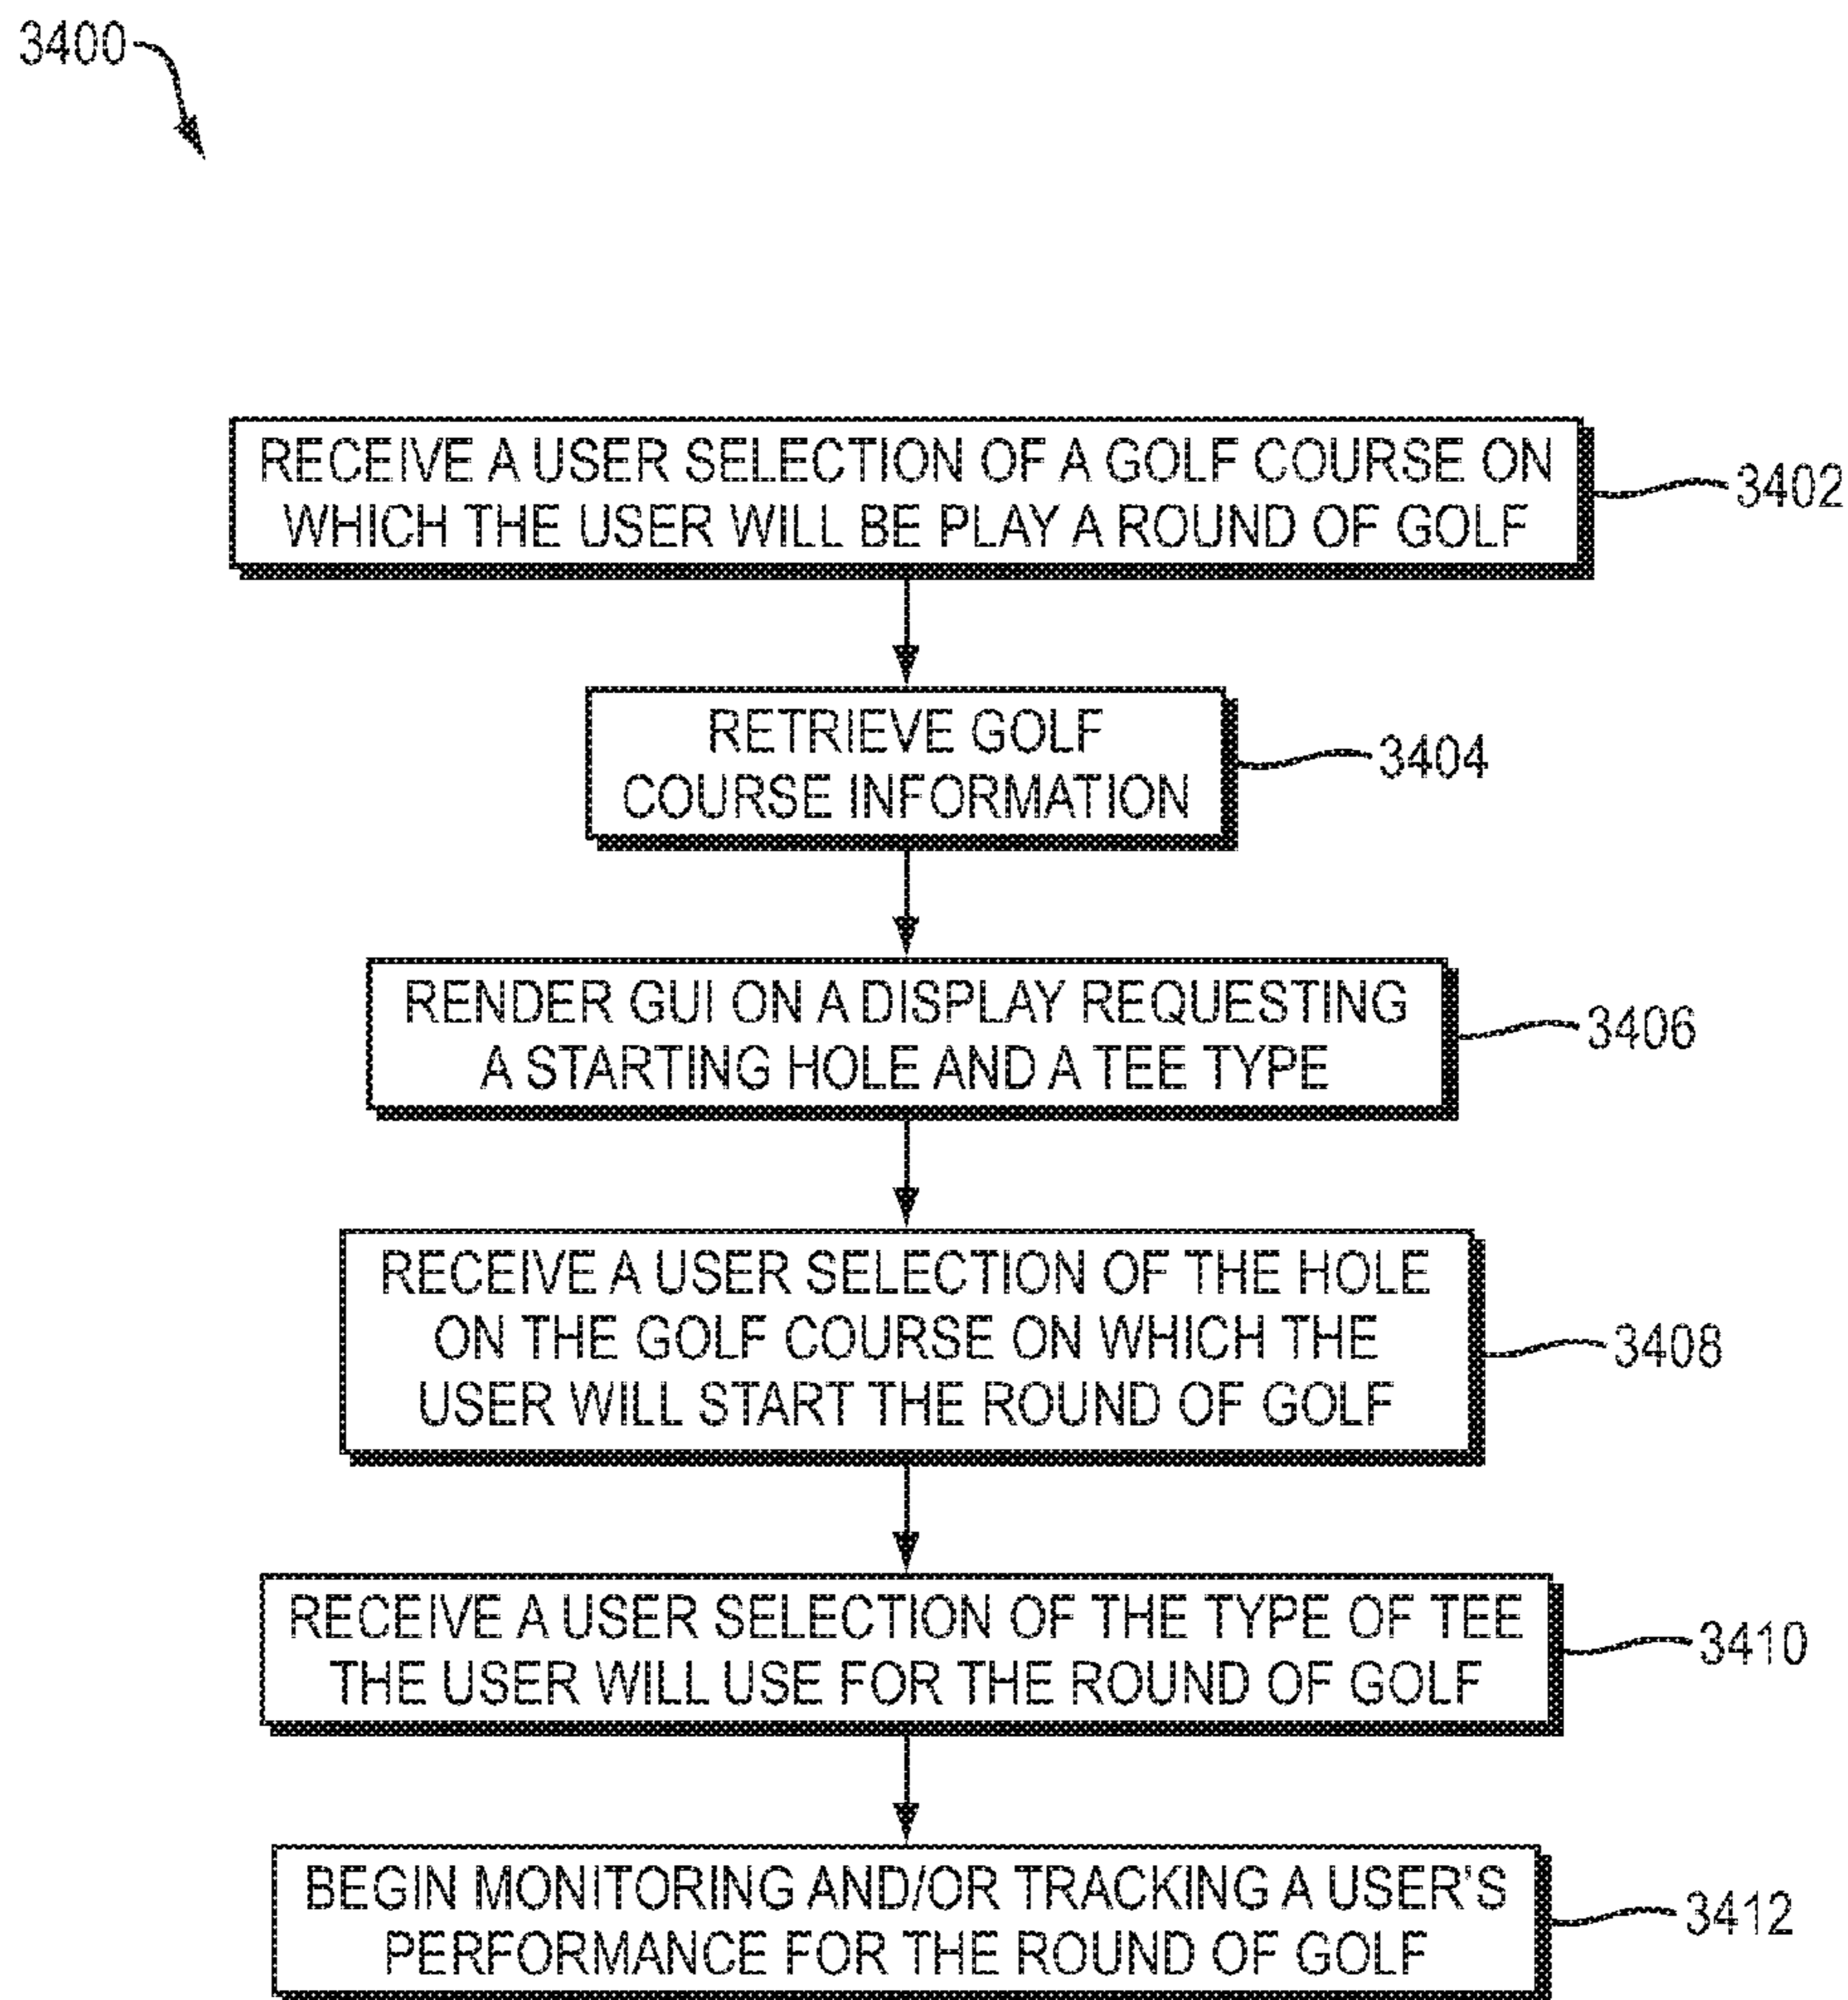 3400
RECEIVE A USER SELECTION OF A GOLF COURSE ON
WHICH THE USER WILL BE PLAY A ROUND OF GOLF
3402
RETRIEVE GOLF
COURSE INFORMATION
3404
RENDER GUI ON A DISPLAY REQUESTING
A STARTING HOLE AND A TEE TYPE
3406
RECEIVE A USER SELECTION OF THE HOLE
ON THE GOLF COURSE ON WHICH THE
USER WILL START THE ROUND OF GOLF
3408
RECEIVE A USER SELECTION OF THE TYPE OF TEE
THE USER WILL USE FOR THE ROUND OF GOLF
3410
BEGIN MONITORING AND/OR TRACKING A USER'S
PERFORMANCE FOR THE ROUND OF GOLF
3412